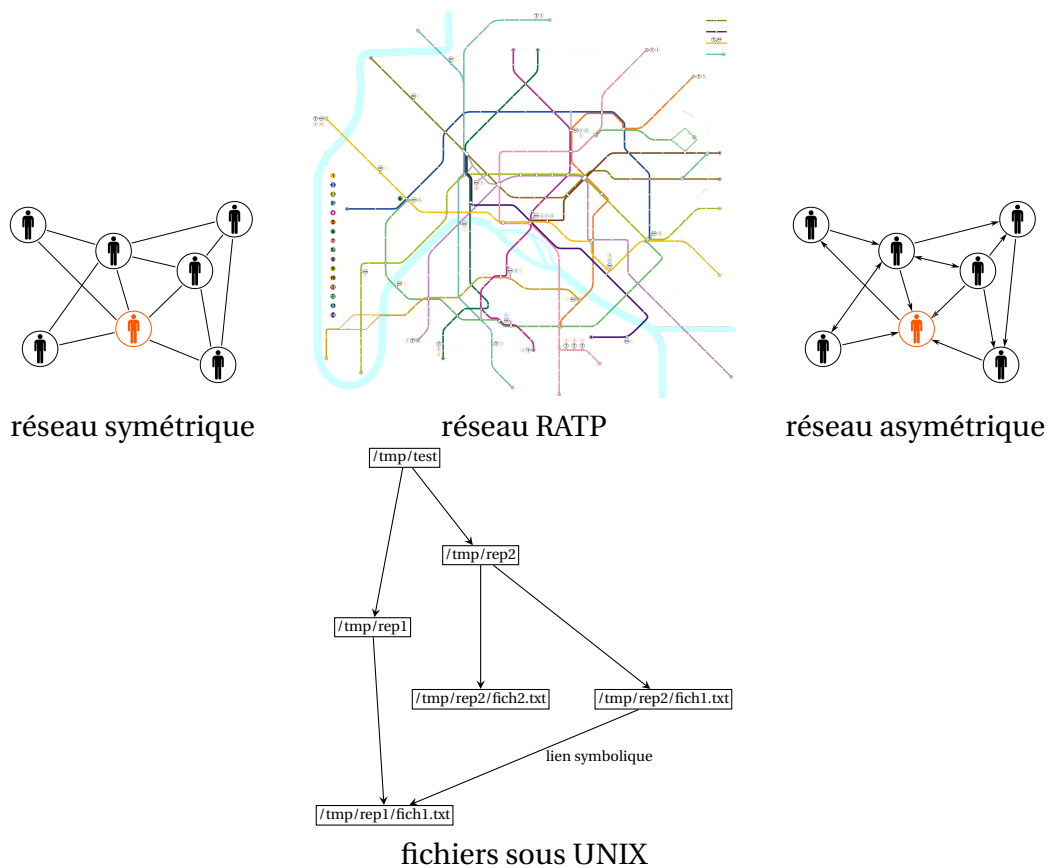 réseau symétrique
réseau RATP
réseau asymétrique
/tmp/test
/tmp/rep2
/tmp/rep1
/tmp/rep2/fich2.txt
/tmp/rep2/fich1.txt
lien symbolique
/tmp/rep1/fich1.txt
fichiers sous UNIX